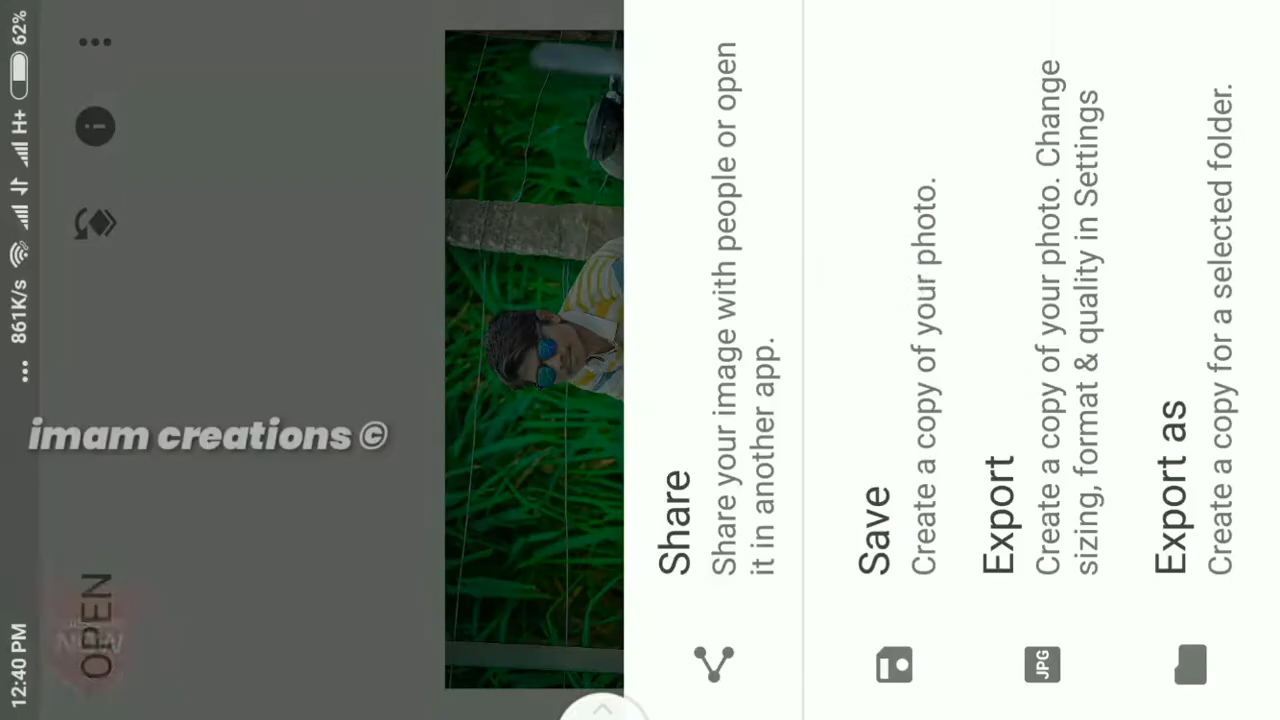 12:40 PM
... 861K/s H+ 62%
OPEN
imam creations ©
Share
Share your image with people or open
it in another app.
Save
Create a copy of your photo.
Export
Create a copy of your photo. Change
sizing, format & quality in Settings
JPG
Export as
Create a copy for a selected folder.